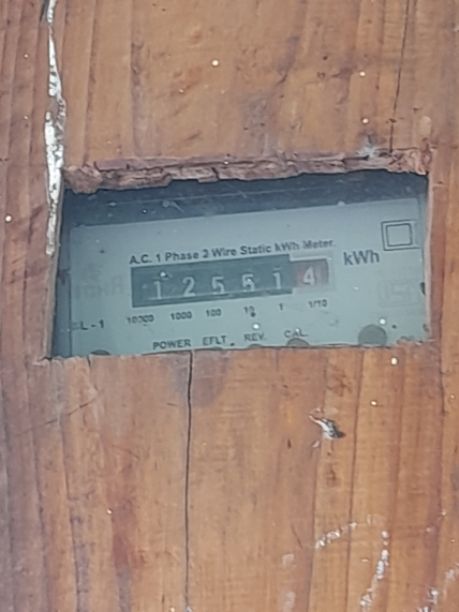 A.C. 1 Phase 2 Wire Static kWh Meter
kWh
1 2 5 5 1 4
10000 1000 100 10 1 1/10
L - 1
POWER EFLT. REV. CAL.